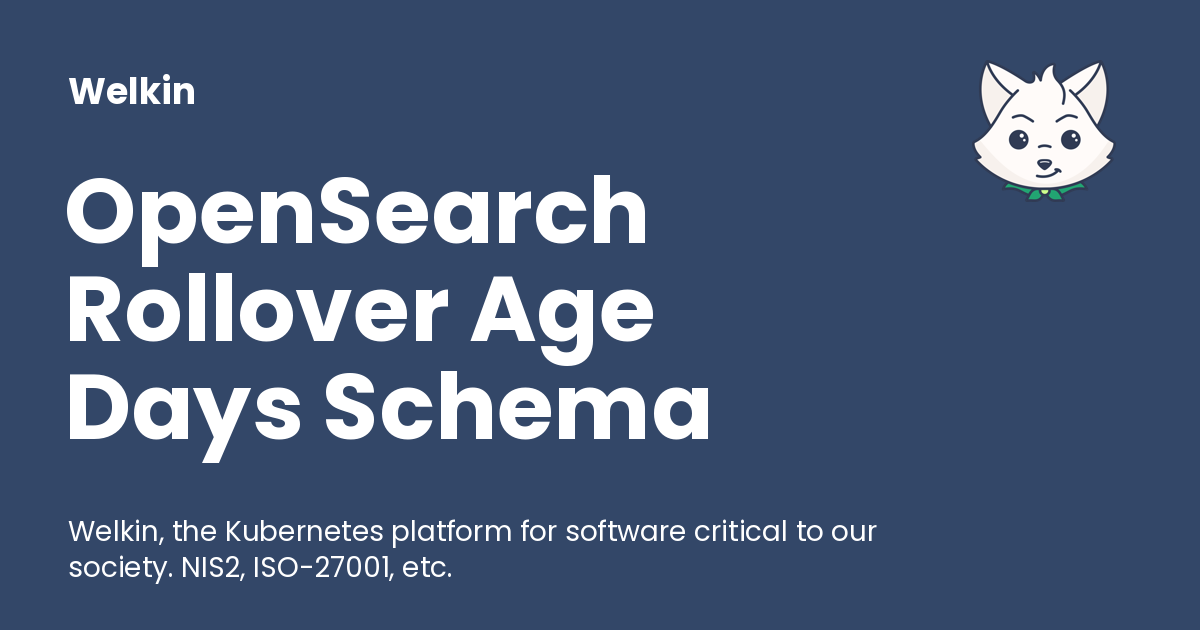 Welkin
OpenSearch
Rollover Age
Days Schema
Welkin, the Kubernetes platform for software critical to our
society. NIS2, ISO-27001, etc.